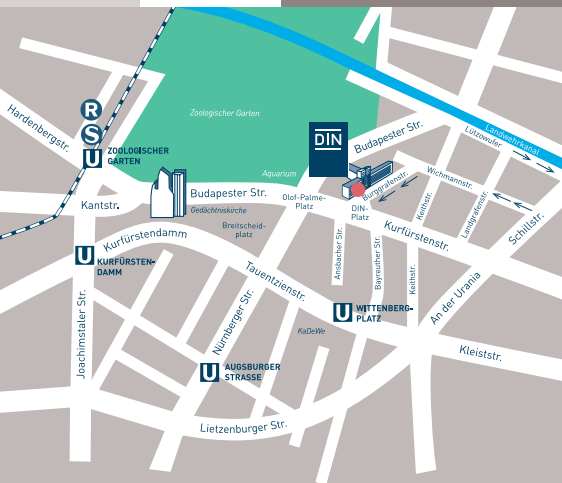 R
S
U
ZOOLOGISCHER
GARTEN
Hardenbergstr.
Zoologischer Garten
Aquarium
DIN
Budapester Str.
Landwehrkanal
Lützowufer
Wichmannstr.
Burggrafenstr.
Keithstr.
Landgrafenstr.
Schillstr.
Kantstr.
Budapester Str.
Gedächtniskirche
Breitscheid-
platz
Olof-Palme-
Platz
DIN-
Platz
Kurfürstenstr.
Kurfürstendamm
U
KURFÜRSTEN-
DAMM
Tauentzienstr.
Ansbacher Str.
Bayreuther Str.
Keithstr.
An der Urania
U
WITTENBERG-
PLATZ
KaDeWe
Kleiststr.
Joachimstaler Str.
Nürnberger Str.
U
AUGSBURGER
STRASSE
Lietzenburger Str.